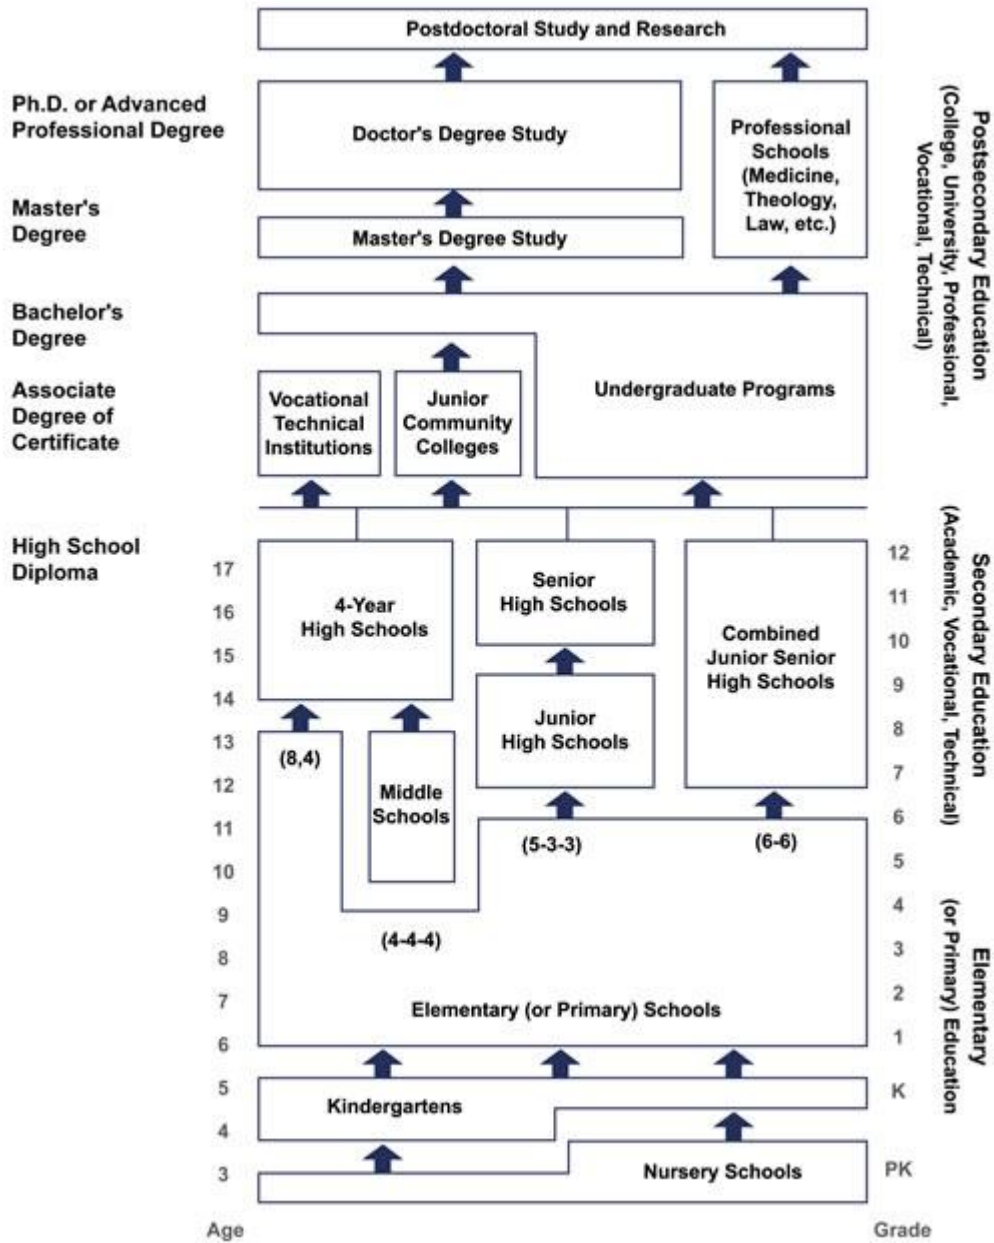 Postdoctoral Study and Research
Ph.D. or Advanced
Professional Degree
Doctor's Degree Study
Professional
Schools
(Medicine,
Theology,
Law, etc.)
Master's
Degree
Master's Degree Study
Bachelor's
Degree
Undergraduate Programs
Associate
Degree of
Certificate
Vocational
Technical
Institutions
Junior
Community
Colleges
Postsecondary Education
(College, University, Professional,
Vocational, Technical)
High School
Diploma
4-Year
High Schools
Senior
High Schools
Combined
Junior Senior
High Schools
Junior
High Schools
(8,4)
Middle
Schools
(5-3-3)
(6-6)
(4-4-4)
Elementary (or Primary) Schools
Kindergartens
Nursery Schools
17
16
15
14
13
12
11
10
9
8
7
6
5
4
3
Age
12
11
10
9
8
7
6
5
4
3
2
1
K
PK
Grade
Secondary Education
(Academic, Vocational, Technical)
Elementary
(or Primary) Education